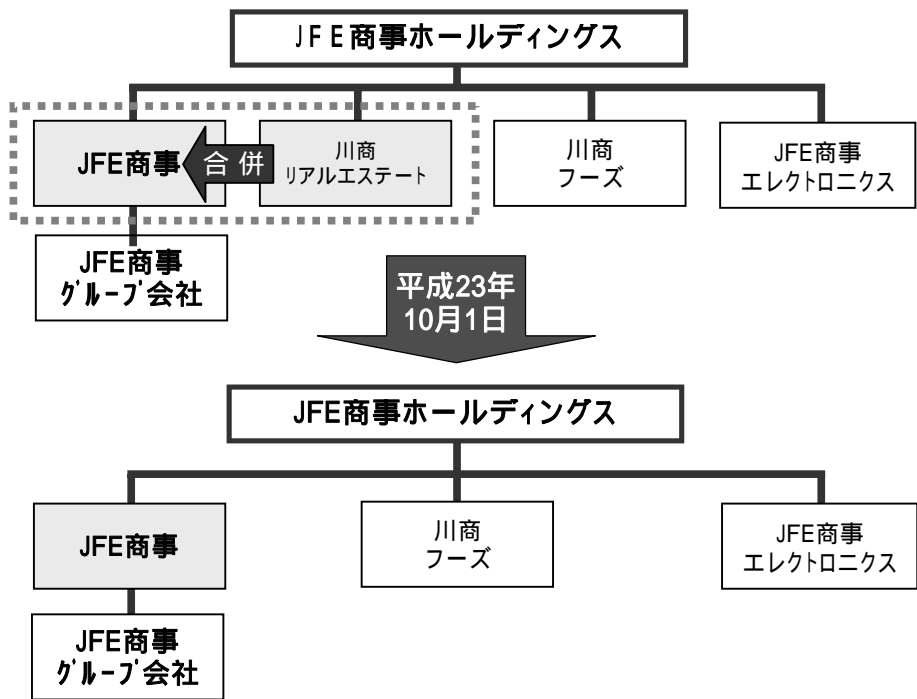 JFE商事ホールディングス
JFE商事
合併
川商
リアルエステート
川商
フーズ
JFE商事
エレクトロニクス
JFE商事
グループ会社
平成23年
10月1日
JFE商事ホールディングス
JFE商事
川商
フーズ
JFE商事
エレクトロニクス
JFE商事
グループ会社